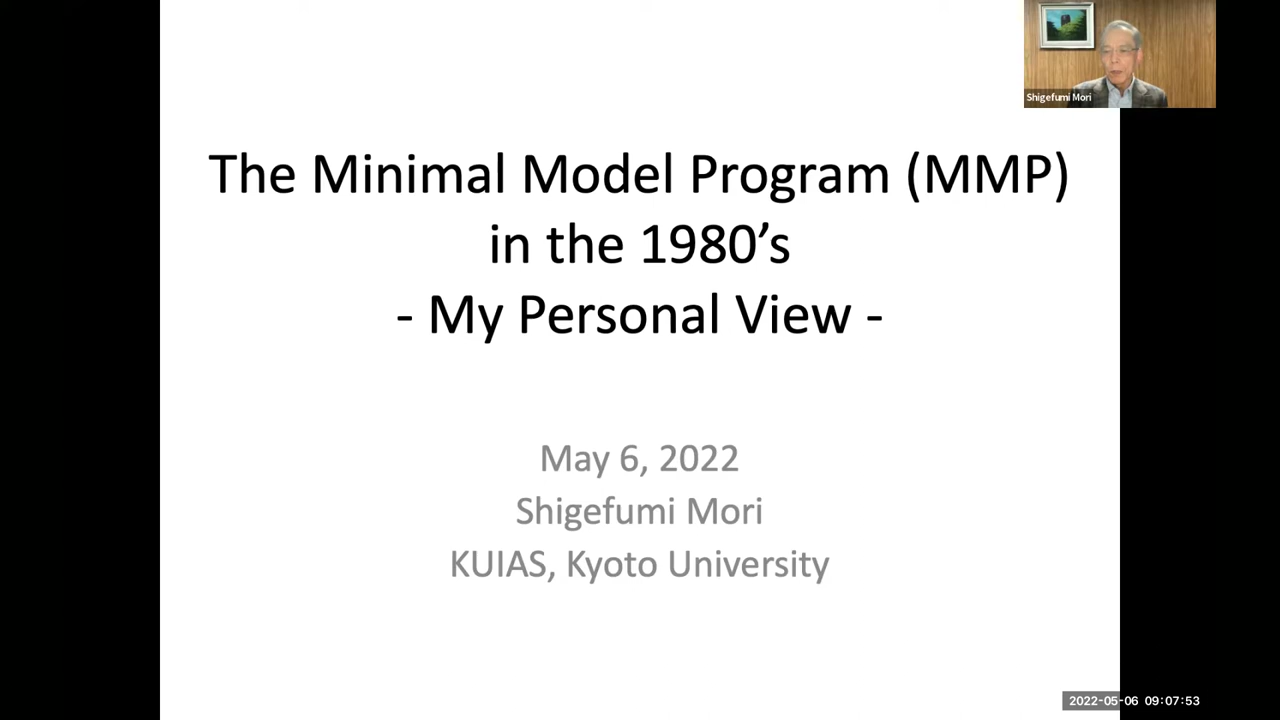 Shigefumi Mori
The Minimal Model Program (MMP)
in the 1980’s
- My Personal View -
May 6, 2022
Shigefumi Mori
KUIAS, Kyoto University
2022-05-06 09:07:53